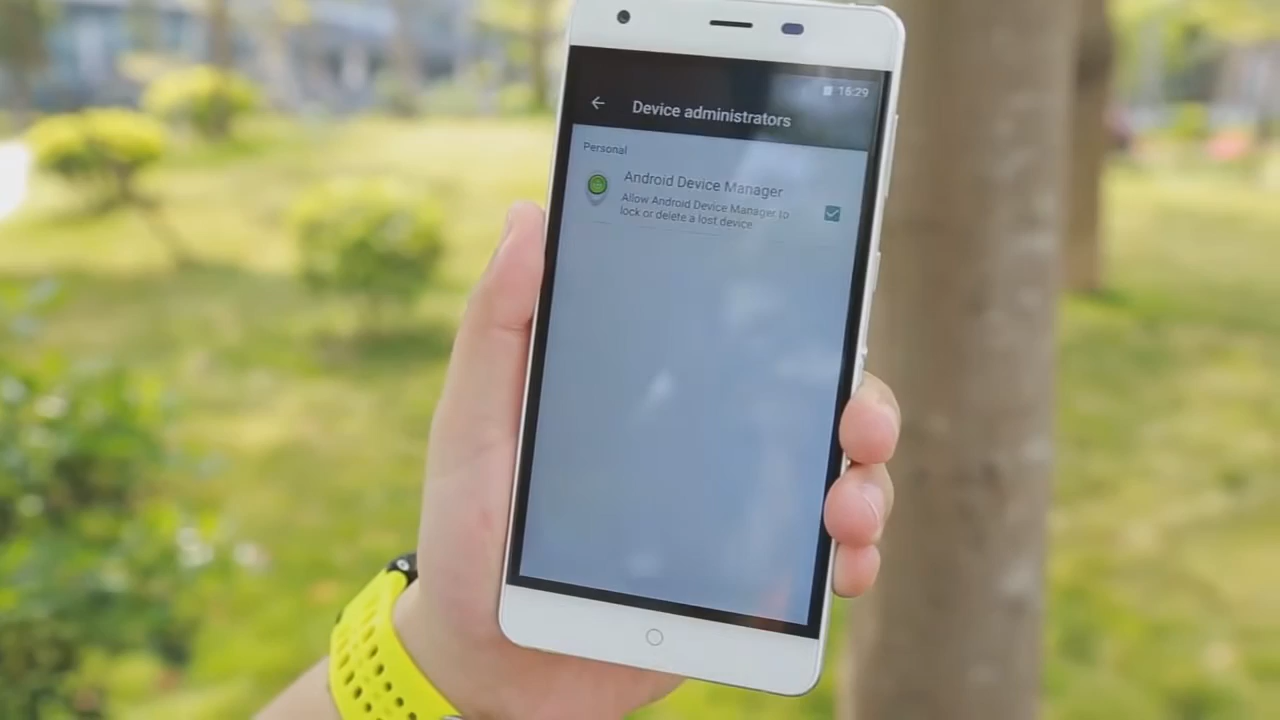 16:29
Device administrators
Personal
Android Device Manager
Allow Android Device Manager to
lock or delete a lost device